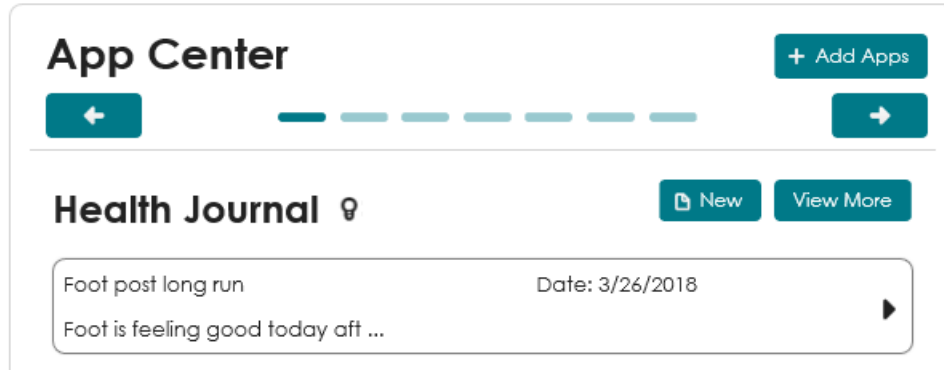 App Center
+ Add Apps
Health Journal
New
View More
Foot post long run
Date: 3/26/2018
Foot is feeling good today aft ...